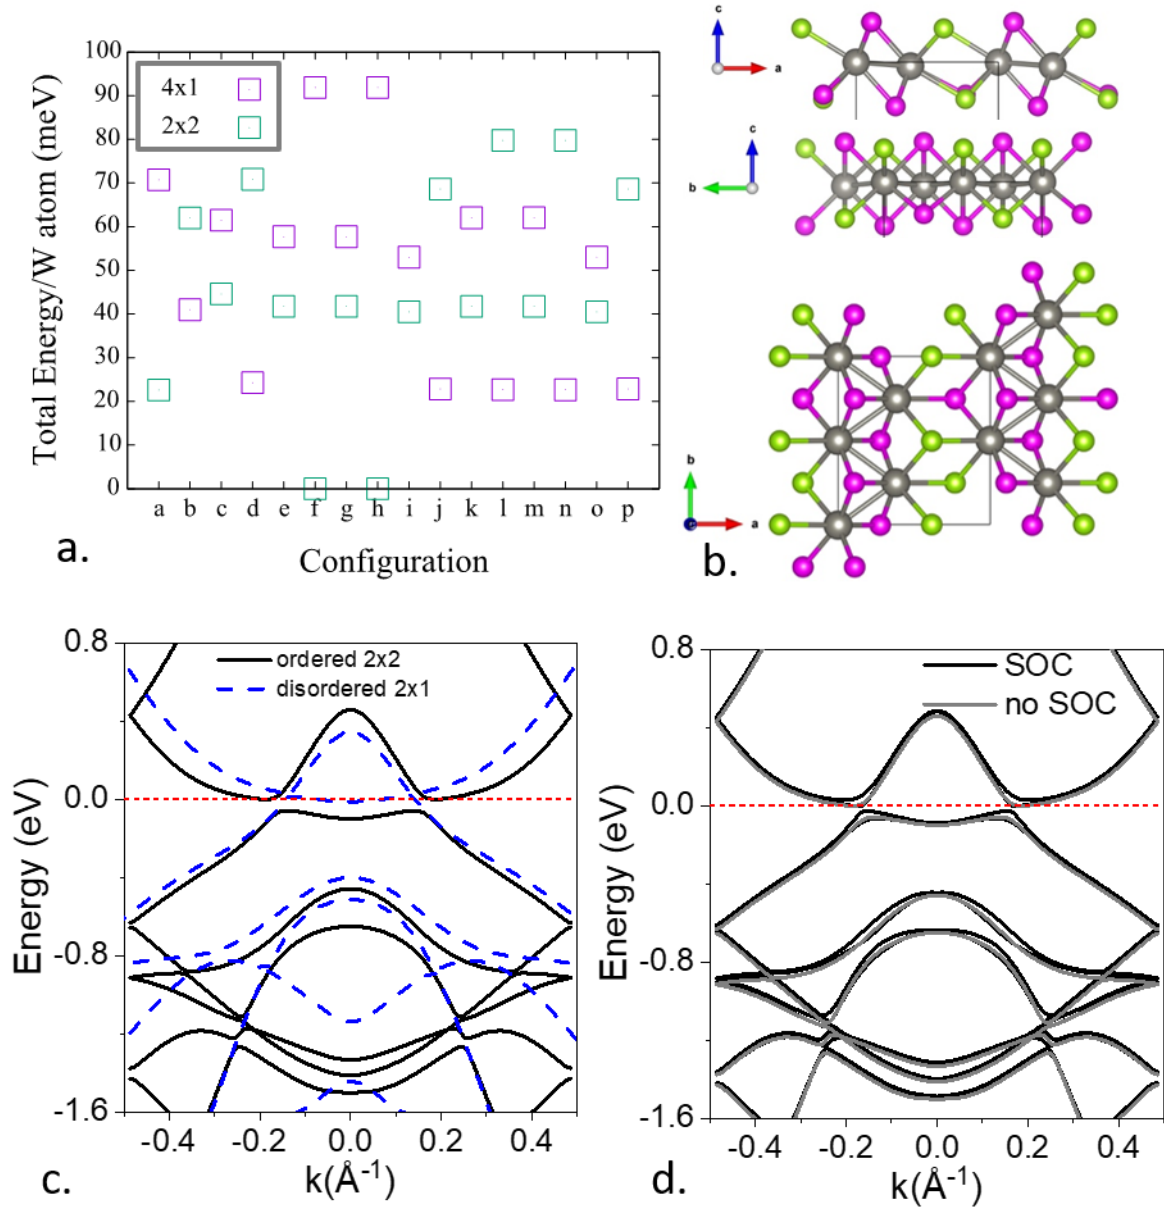 100
90
80
70
60
50
40
30
20
10
0
Total Energy/W atom (meV)
4x1
2x2
a b c d e f g h i j k l m n o p
Configuration
a.
c
a
c
b
b
a
b.
0.8
0.0
-0.8
-1.6
Energy (eV)
ordered 2x2
disordered 2x1
-0.4 -0.2 0.0 0.2 0.4
k(Å-1)
c.
0.8
0.0
-0.8
-1.6
Energy (eV)
SOC
no SOC
-0.4 -0.2 0.0 0.2 0.4
k(Å-1)
d.